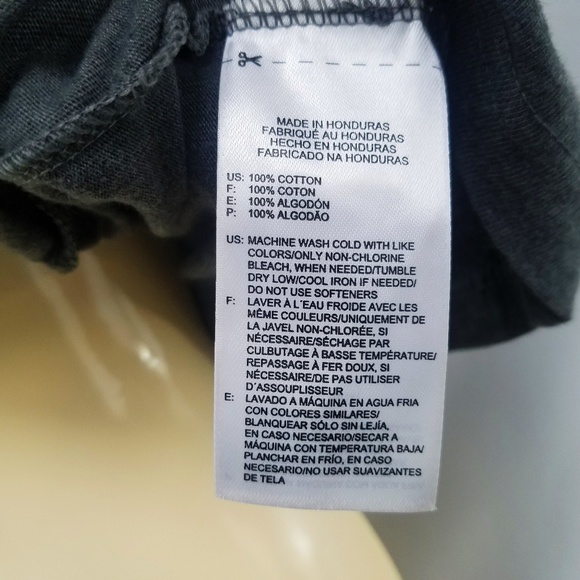 MADE IN HONDURAS
FABRIQUÉ AU HONDURAS
HECHO EN HONDURAS
FABRICADO NA HONDURAS
US: 100% COTTON
F: 100% COTON
E: 100% ALGODÓN
P: 100% ALGODÃO
US: MACHINE WASH COLD WITH LIKE
COLORS/ONLY NON-CHLORINE
BLEACH, WHEN NEEDED/TUMBLE
DRY LOW/COOL IRON IF NEEDED/
DO NOT USE SOFTENERS
F: LAVER À L´EAU FROIDE AVEC LES
MÊME COULEURS/UNIQUEMENT DE
LA JAVEL NON-CHLORÉE, SI
NÉCESSAIRE/SÉCHAGE PAR
CULBUTAGE À BASSE TEMPÉRATURE/
REPASSAGE À FER DOUX, SI
NÉCESSAIRE/DE PAS UTILISER
D´ASSOUPLISSEUR
E: LAVADO A MÁQUINA EN AGUA FRIA
CON COLORES SIMILARES/
BLANQUEAR SÓLO SIN LEJÍA,
EN CASO NECESARIO/SECAR A
MÁQUINA CON TEMPERATURA BAJA/
PLANCHAR EN FRÍO, EN CASO
NECESARIO/NO USAR SUAVIZANTES
DE TELA